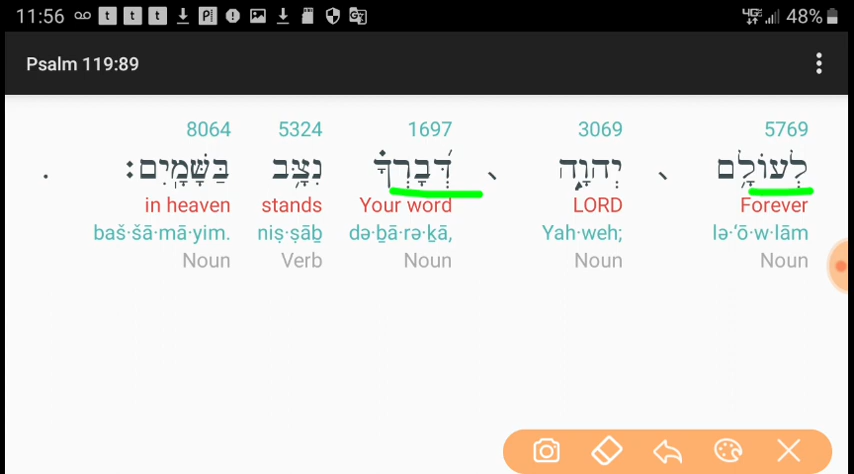 11:56 t t t P 4G 48%
Psalm 119:89
8064 5324 1697 3069 5769
לְעוֹלָ֥ם ׳ יְהוָ֑ה ׳ דְּ֝בָרְךָ֗ נִצָּ֥ב בַּשָּׁמָֽיִם׃ .
in heaven stands Your word LORD Forever
baš·šā·mā·yim. niṣ·ṣāḇ də·ḇā·rə·ḵā, Yah·weh; lə·‘ō·w·lām
Noun Verb Noun Noun Noun